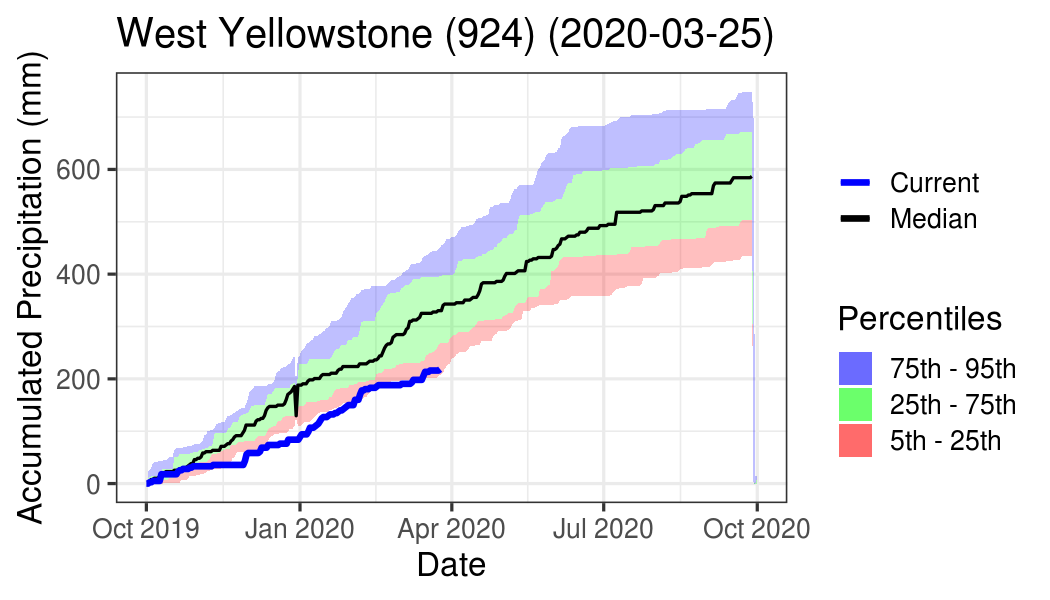 West Yellowstone (924) (2020-03-25)
Accumulated Precipitation (mm)
600
400
200
0
Oct 2019
Jan 2020
Apr 2020
Jul 2020
Oct 2020
Date
Current
Median
Percentiles
75th - 95th
25th - 75th
5th - 25th